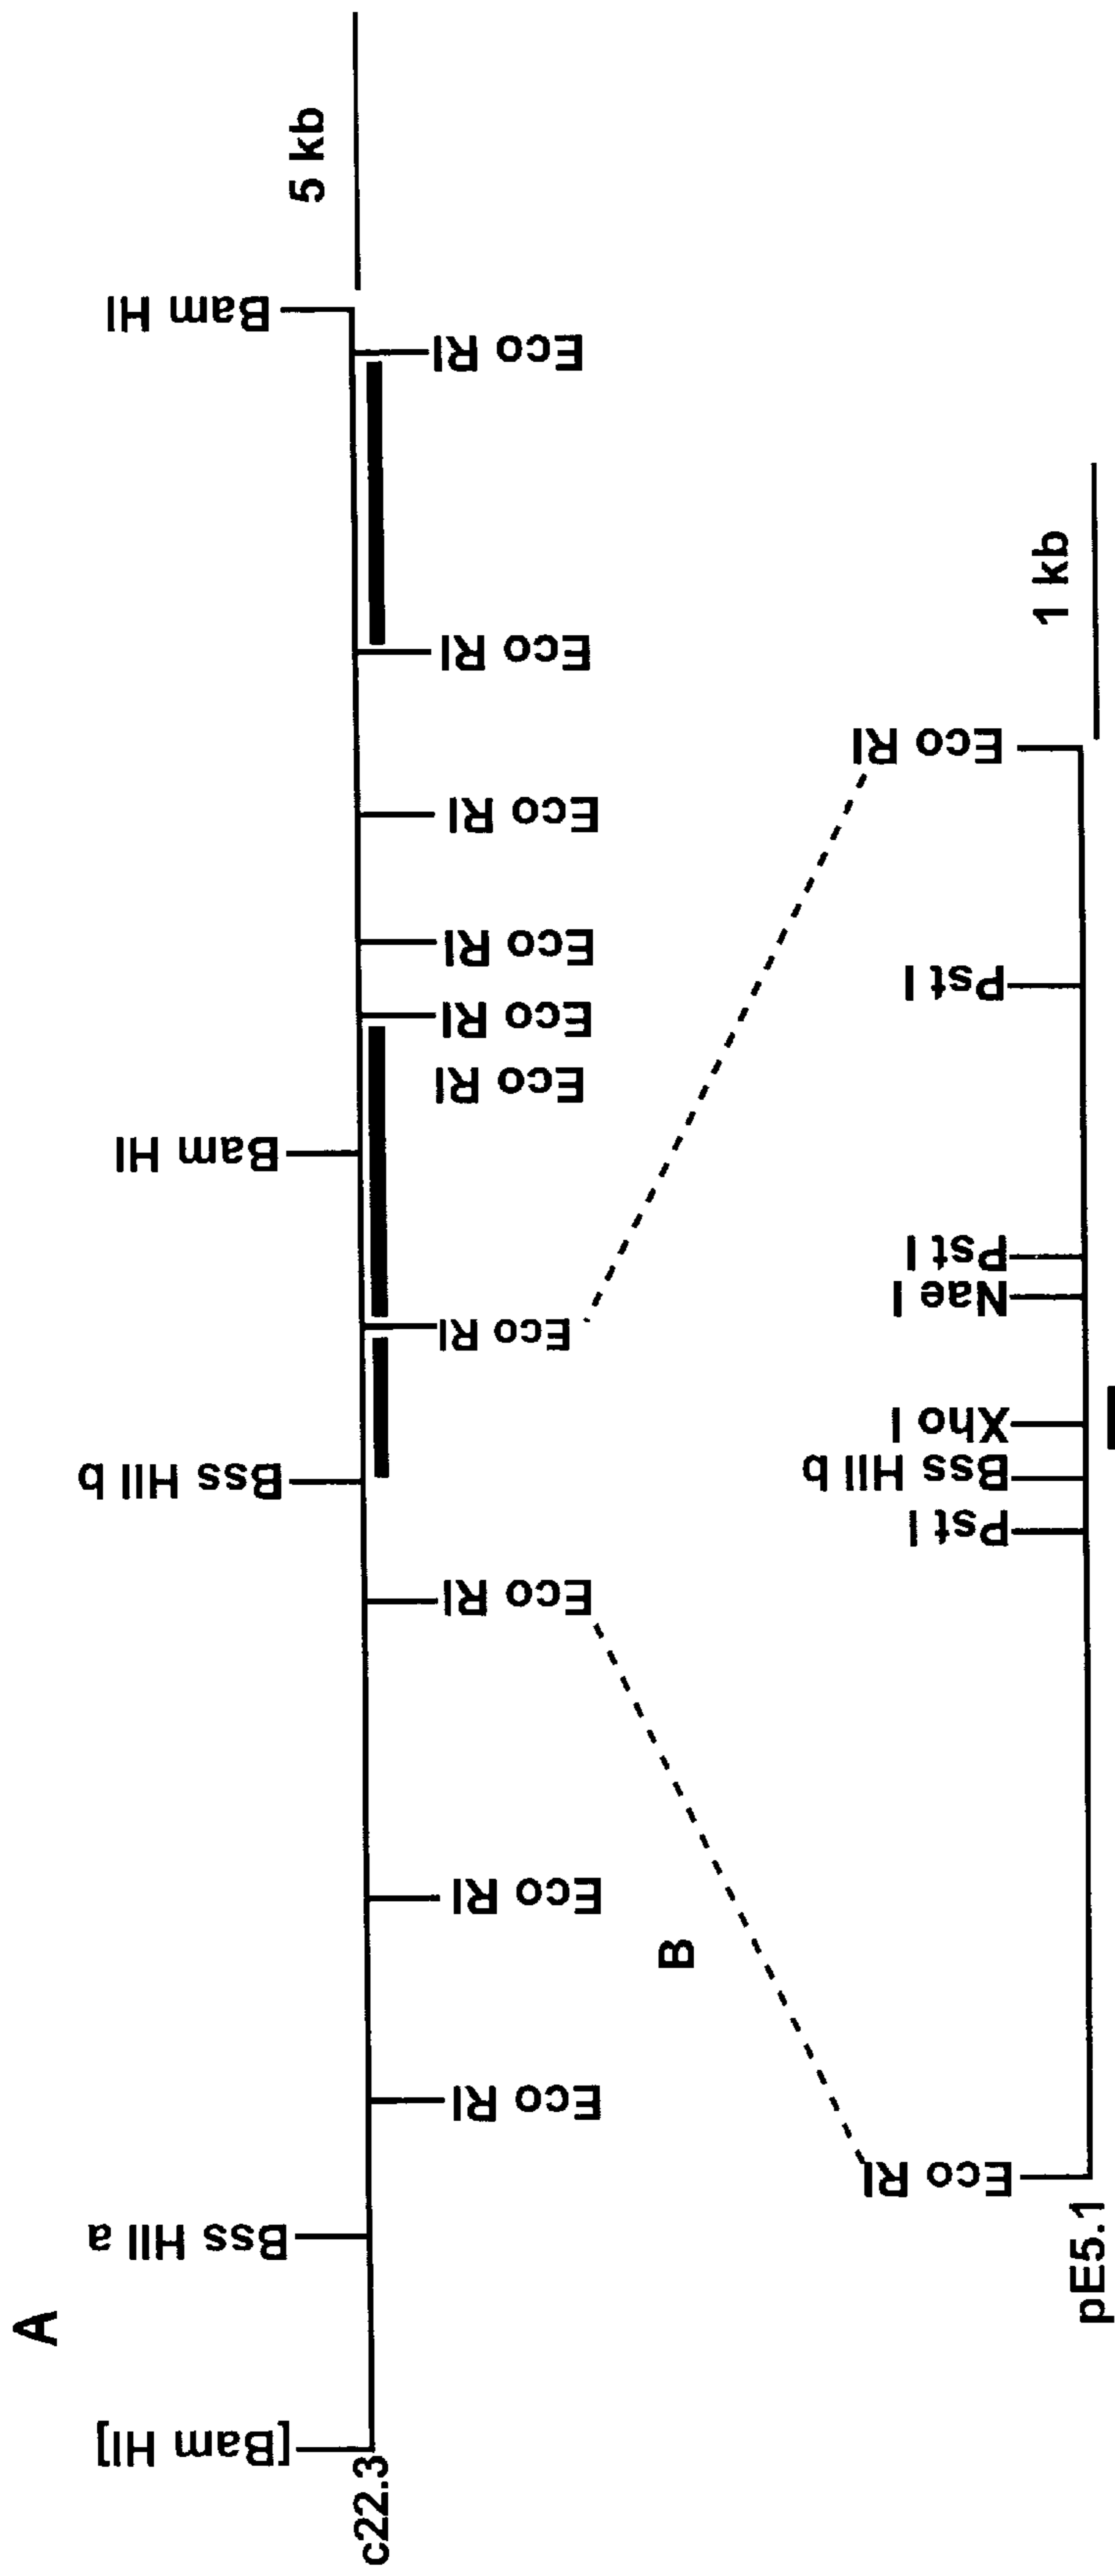 A
[Bam HI]
Bss HII a
Bss HII b
Bam HI
Bam HI
5 kb
c22.3
Eco RI
Eco RI
Eco RI
Eco RI
Eco RI
Eco RI
Eco RI
Eco RI
Eco RI
Eco RI
B
Eco RI
Pst I
Bss HII b
Xho I
Nae I
Pst I
Pst I
Eco RI
1 kb
pE5.1